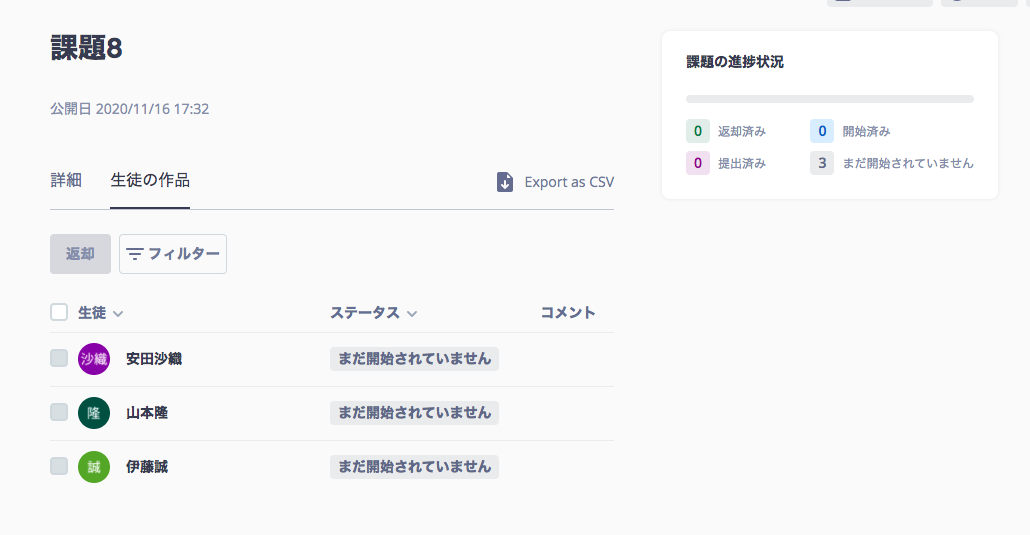 課題8
公開日 2020/11/16 17:32
詳細 生徒の作品 Export as CSV
返却 フィルター
生徒 ステータス コメント
沙織 安田沙織 まだ開始されていません
隆 山本隆 まだ開始されていません
誠 伊藤誠 まだ開始されていません
課題の進捗状況
0 返却済み 0 開始済み
0 提出済み 3 まだ開始されていません